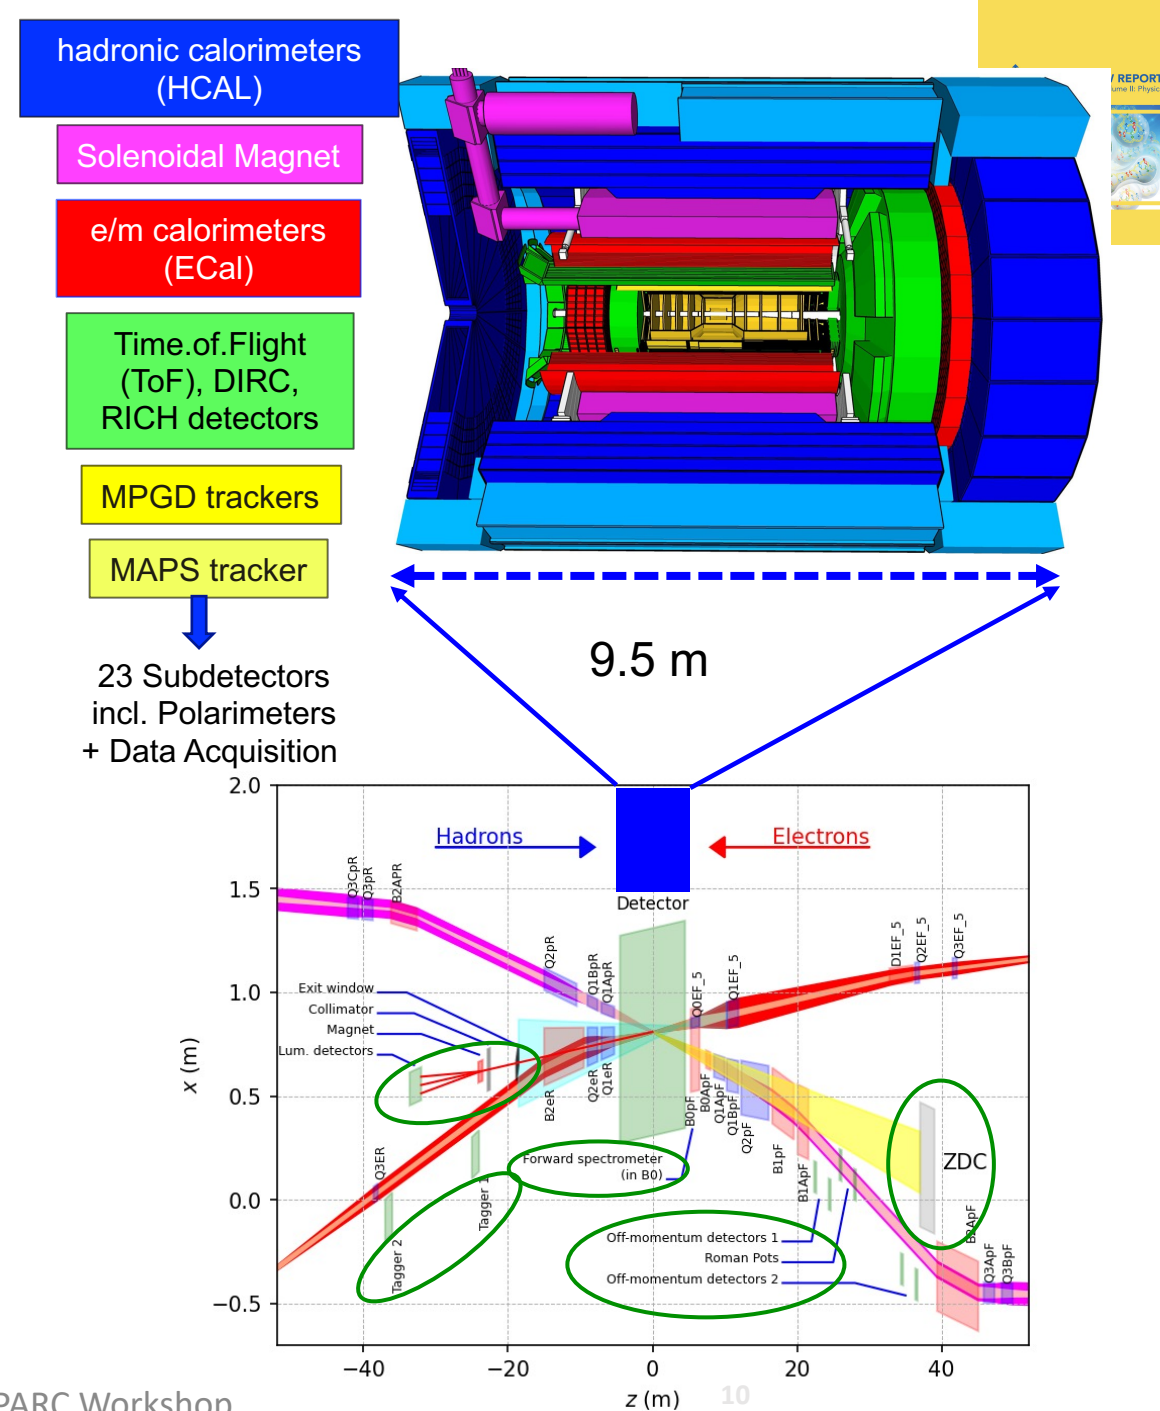 hadronic calorimeters
(HCAL)
Solenoidal Magnet
e/m calorimeters
(ECal)
Time.of.Flight
(ToF), DIRC,
RICH detectors
MPGD trackers
MAPS tracker
23 Subdetectors
incl. Polarimeters
+ Data Acquisition
REPORT
ume II: Physic
9.5 m
2.0
1.5
1.0
0.5
0.0
−0.5
x (m)
Hadrons
Electrons
Detector
Q3CpR
Q3pR
B2APR
Q2pR
Q1BpR
Q1ApR
Q0EF_5
Q1EF_5
D1EF_5
Q2EF_5
Q3EF_5
Exit window
Collimator
Magnet
Lum. detectors
B2eR
Q2eR
Q1eR
B0pF
B0ApF
Q1ApF
Q1BpF
Q2pF
B1pF
B1ApF
Q3ER
Tagger 1
Tagger 2
Forward spectrometer
(in B0)
ZDC
Off-momentum detectors 1
Roman Pots
Off-momentum detectors 2
B2ApF
Q3ApF
Q3BpF
−40
−20
0
20
40
z (m)
10
PARC Workshop